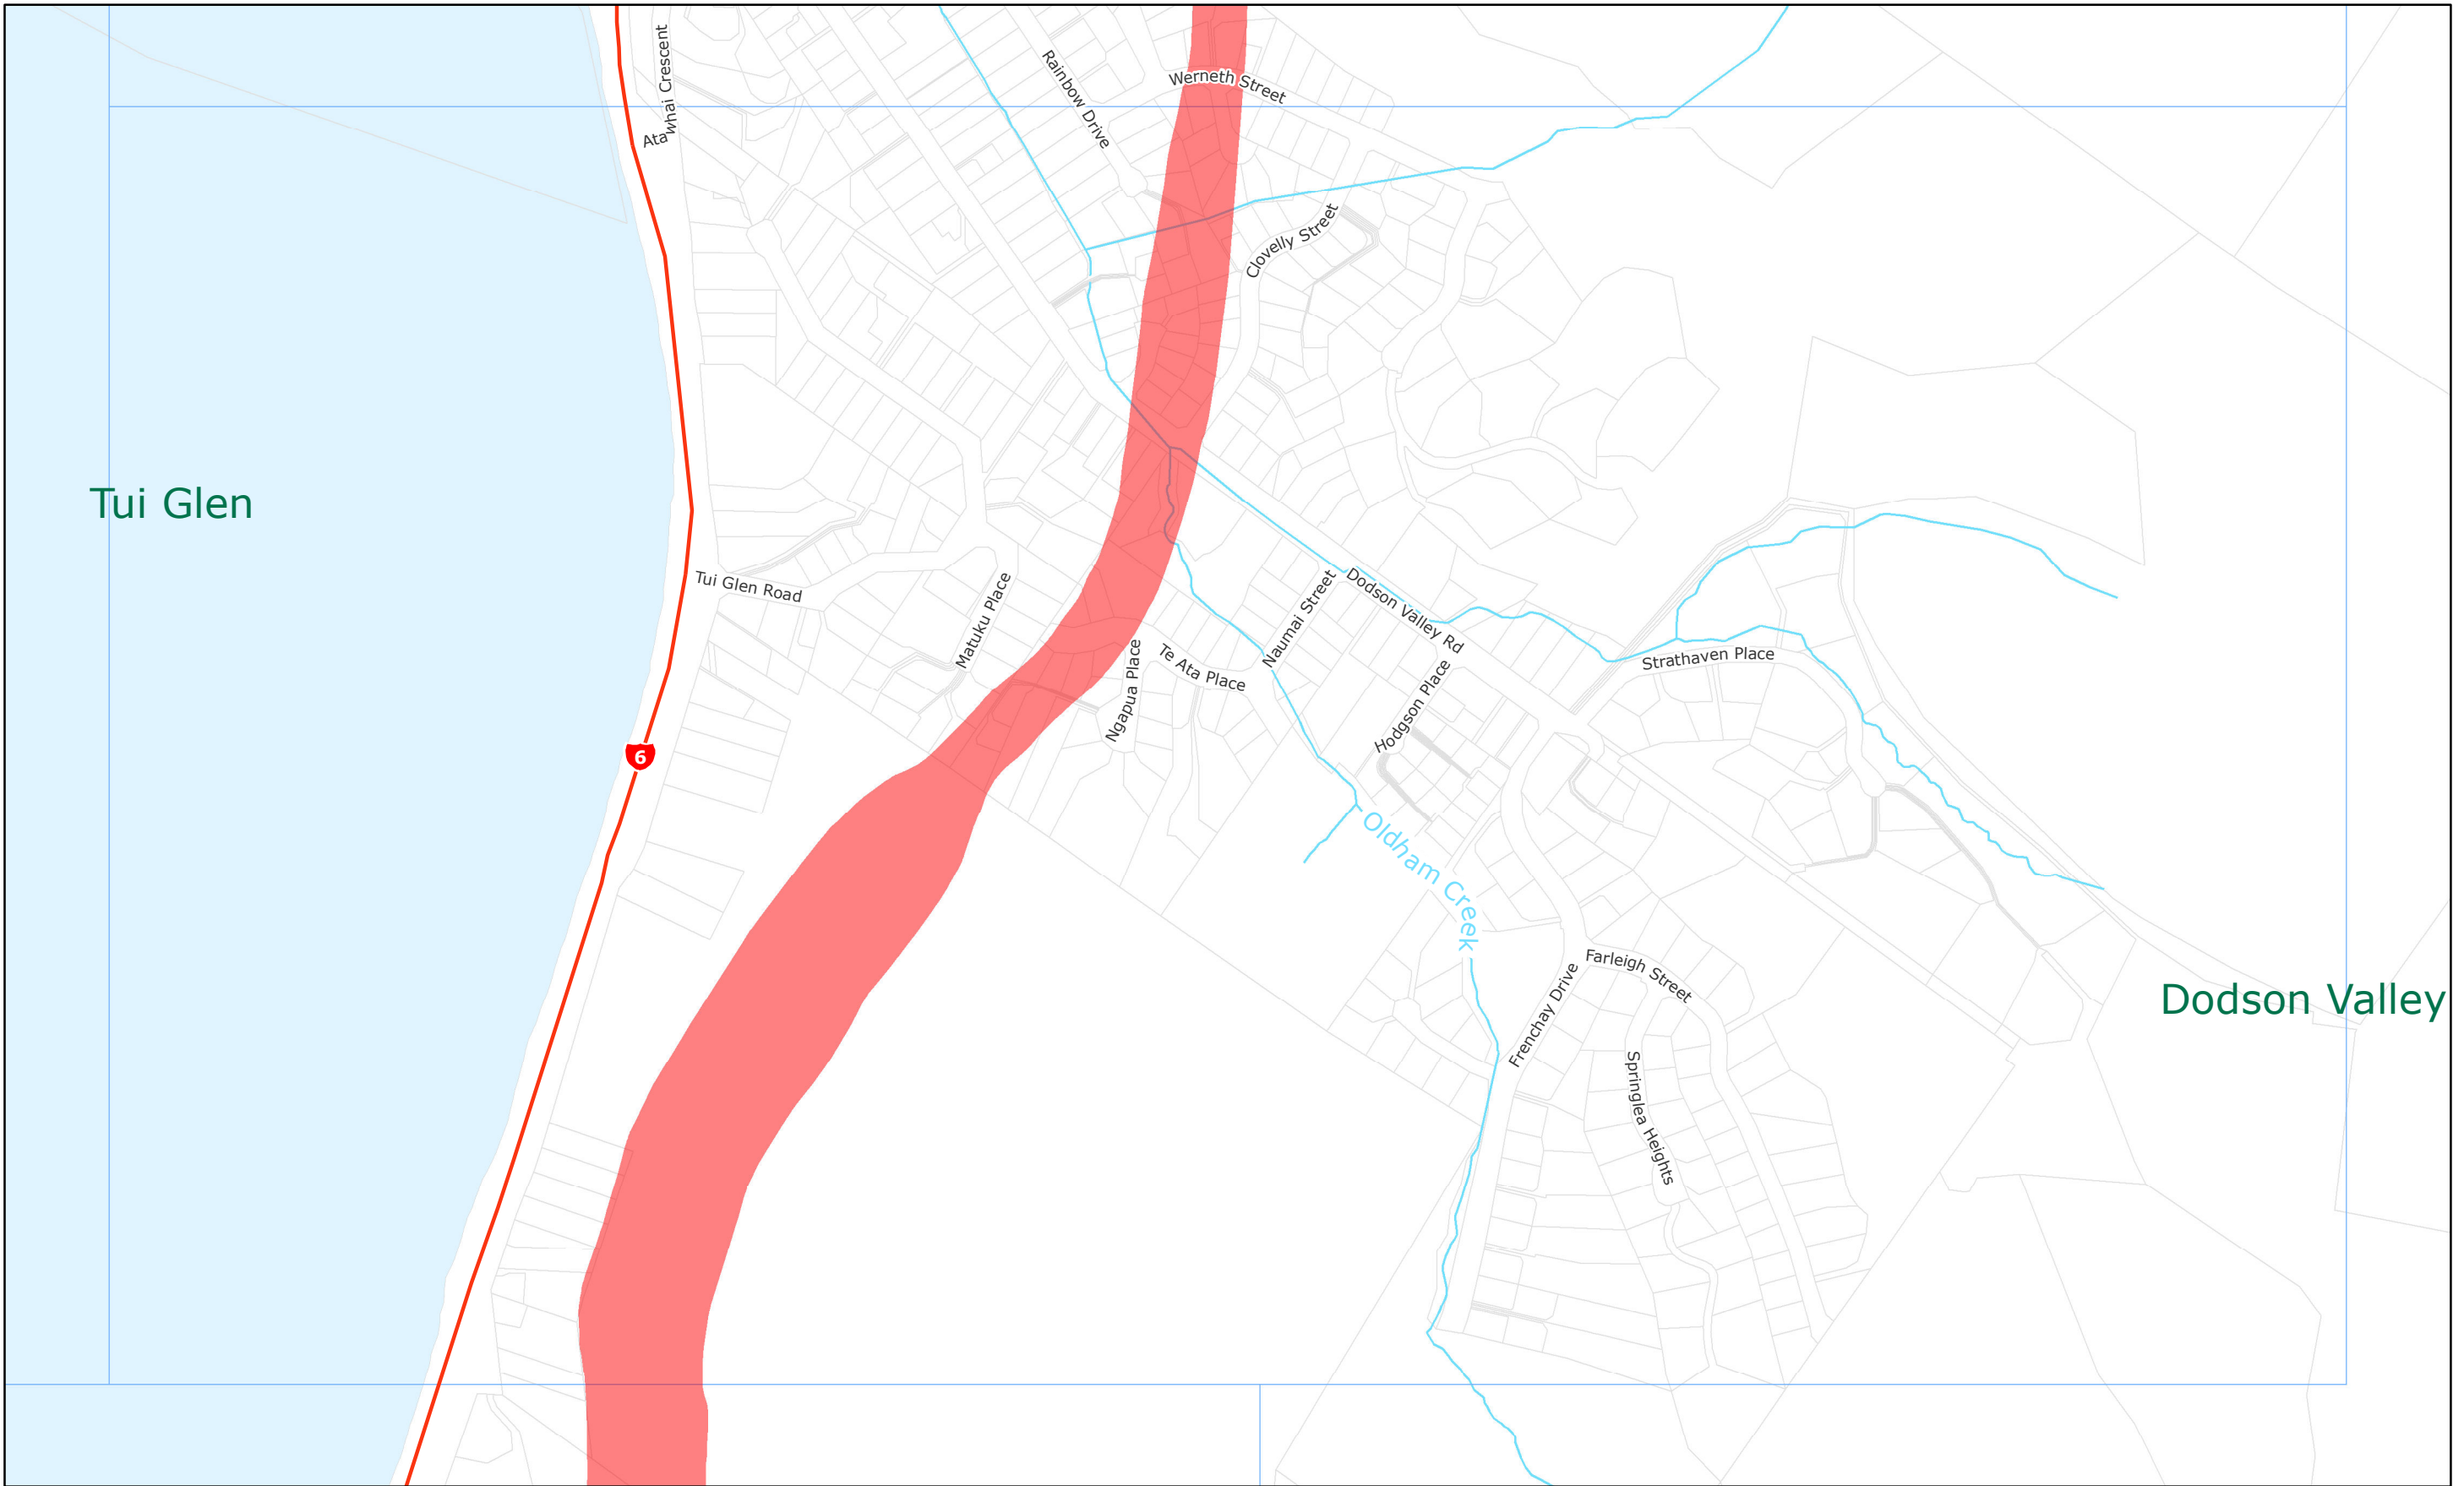 Atawhai Crescent
Rainbow Drive
Werneth Street
Clovelly Street
Tui Glen
Tui Glen Road
Matuku Place
Ngapua Place
Te Ata Place
Naumai Street
Dodson Valley Rd
Hodgson Place
Strathaven Place
6
Oldham Creek
Farleigh Street
Frenchay Drive
Springlea Heights
Dodson Valley